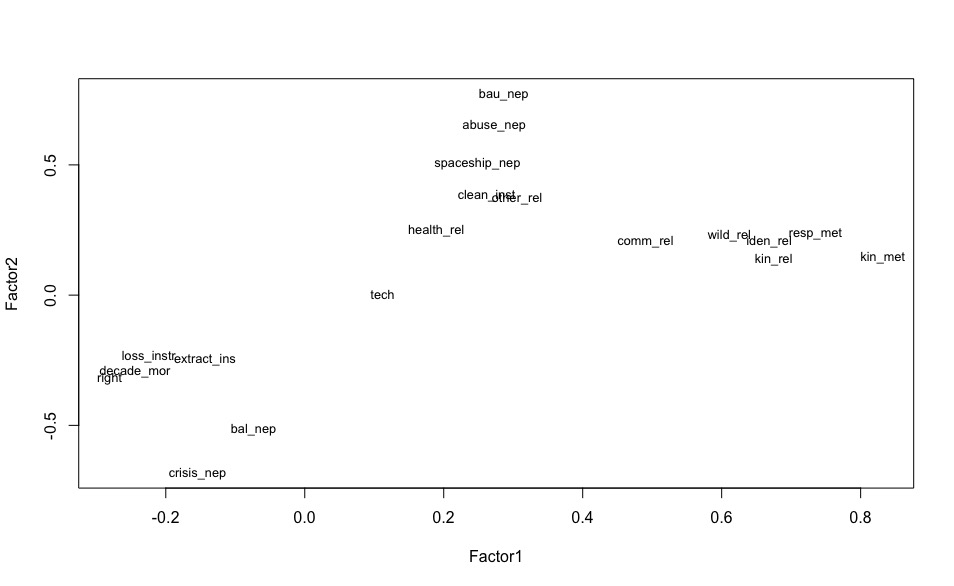 bau_nep
abuse_nep
spaceship_nep
clean_inst
other_rel
health_rel
comm_rel
wild_rel
iden_rel
resp_met
kin_rel
kin_met
tech
loss_instr
extract_ins
decade_mor
right
bal_nep
crisis_nep
0.5
0.0
-0.5
Factor2
-0.2 0.0 0.2 0.4 0.6 0.8
Factor1